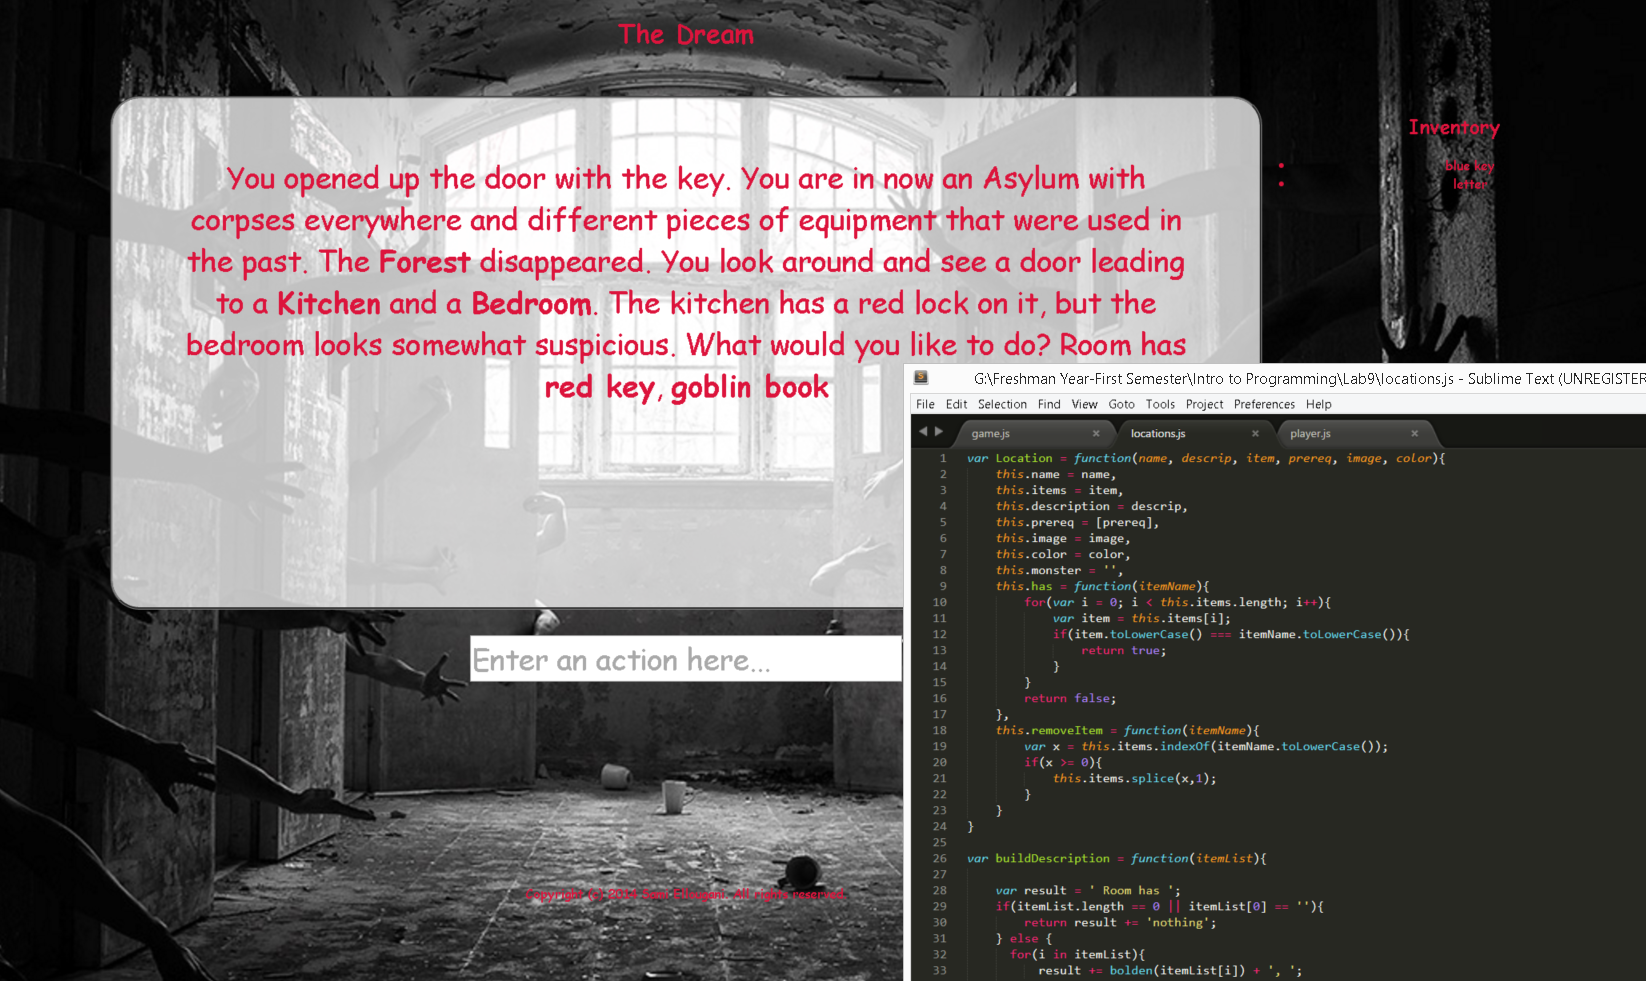 The Dream
You opened up the door with the key. You are in now an Asylum with
corpses everywhere and different pieces of equipment that were used in
the past. The Forest disappeared. You look around and see a door leading
to a Kitchen and a Bedroom. The kitchen has a red lock on it, but the
bedroom looks somewhat suspicious. What would you like to do? Room has
red key, goblin book
Inventory
blue key
letter
Enter an action here...
Copyright (c) 2014 All rights reserved
G:\Freshman Year-First Semester\Intro to Programming\Lab9\locations.js - Sublime Text (UNREGISTER
File Edit Selection Find View Goto Tools Project Preferences Help
game.js × locations.js × player.js ×
1 var Location = function(name, descrip, item, prereq, image, color){
2 this.name = name,
3 this.items = item,
4 this.description = descrip,
5 this.prereq = [prereq],
6 this.image = image,
7 this.color = color,
8 this.monster = '',
9 this.has = function(itemName){
10 for(var i = 0; i < this.items.length; i++){
11 var item = this.items[i];
12 if(item.toLowerCase() === itemName.toLowerCase()){
13 return true;
14 }
15 }
16 return false;
17 },
18 this.removeItem = function(itemName){
19 var x = this.items.indexOf(itemName.toLowerCase());
20 if(x >= 0){
21 this.items.splice(x,1);
22 }
23 }
24 }
25
26 var buildDescription = function(itemList){
27
28 var result = ' Room has ';
29 if(itemList.length == 0 || itemList[0] == ''){
30 return result += 'nothing';
31 } else {
32 for(i in itemList){
33 result += bolden(itemList[i]) + ', ';